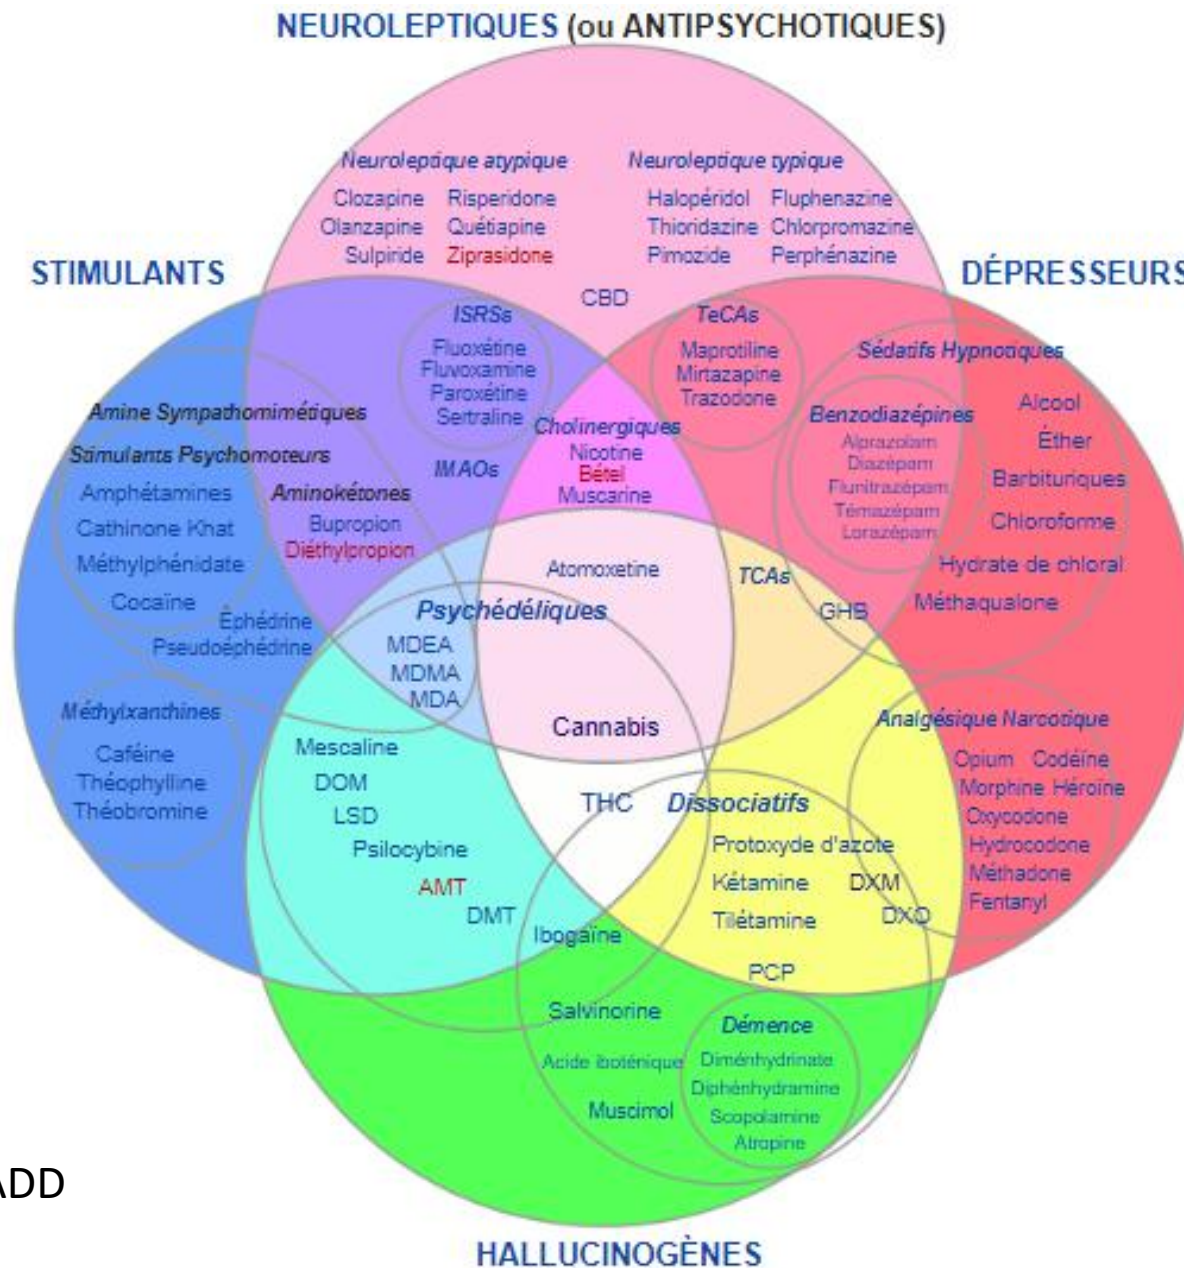 NEUROLEPTIQUES (ou ANTIPSYCHOTIQUES)
Neuroleptique atypique
Clozapine Risperidone
Olanzapine Quétiapine
Sulpiride Ziprasidone
Neuroleptique typique
Halopéridol Fluphenazine
Thioridazine Chlorpromazine
Pimozide Perphénazine
CBD
STIMULANTS
DÉPRESSEURS
ISRSs
Fluoxétine
Fluvoxamine
Paroxétine
Sertraline
IMAOs
TeCAs
Maprotiline
Mirtazapine
Trazodone
Cholinergiques
Nicotine
Bétel
Muscarine
Sédatifs Hypnotiques
Benzodiazépines
Alprazolam
Diazépam
Flunitrazépam
Témazépam
Lorazépam
Alcool
Éther
Barbituriques
Chloroforme
Hydrate de chloral
Méthaqualone
GHB
Amine Sympathomimétiques
Stimulants Psychomoteurs
Amphétamines
Cathinone Khat
Méthylphénidate
Cocaïne
Éphédrine
Pseudoéphédrine
Aminokétones
Bupropion
Diéthylpropion
Atomoxetine
TCAs
Psychédéliques
MDEA
MDMA
MDA
Cannabis
Méthylxanthines
Caféine
Théophylline
Théobromine
Mescaline
DOM
LSD
Psilocybine
AMT
DMT
Ibogaïne
THC
Dissociatifs
Protoxyde d'azote
Kétamine DXM
Tilétamine DXO
PCP
Analgésique Narcotique
Opium Codéïne
Morphine Héroïne
Oxycodone
Hydrocodone
Méthadone
Fentanyl
Salvinorine
Acide iboténique
Muscimol
Démence
Diménhydrinate
Diphénhydramine
Scopolamine
Atropine
ADD
HALLUCINOGÈNES